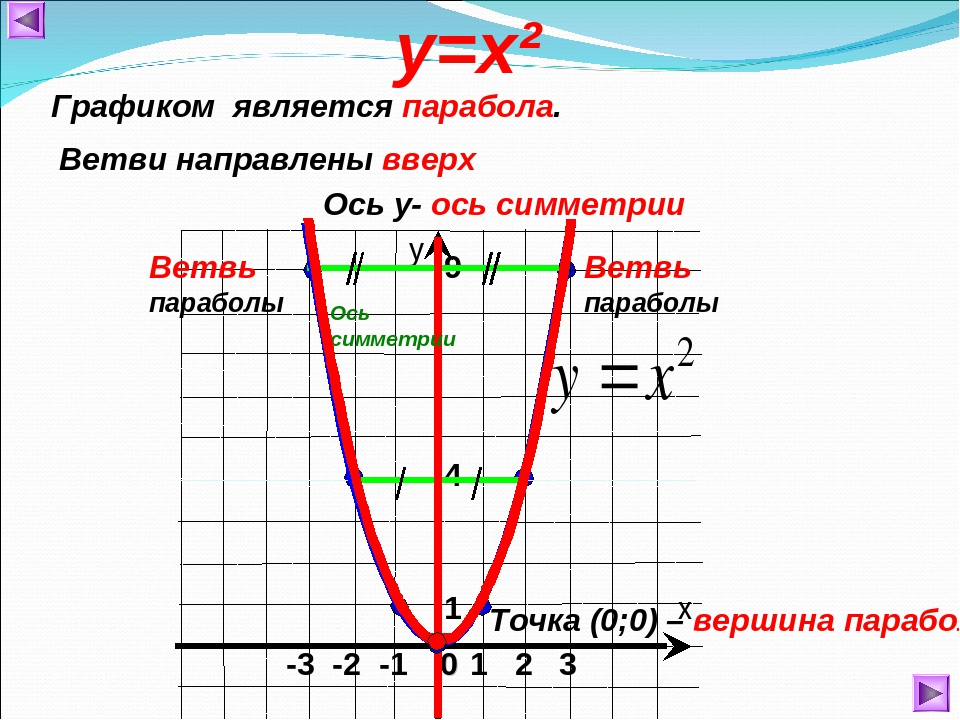 y=x²
Графиком является парабола.
Ветви направлены вверх
Ось у- ось симметрии
у
9
Ветвь
параболы
Ветвь
параболы
Ось
симметрии
y = x²
4
1
Точка (0;0) – вершина парабол
х
-3 -2 -1 0 1 2 3